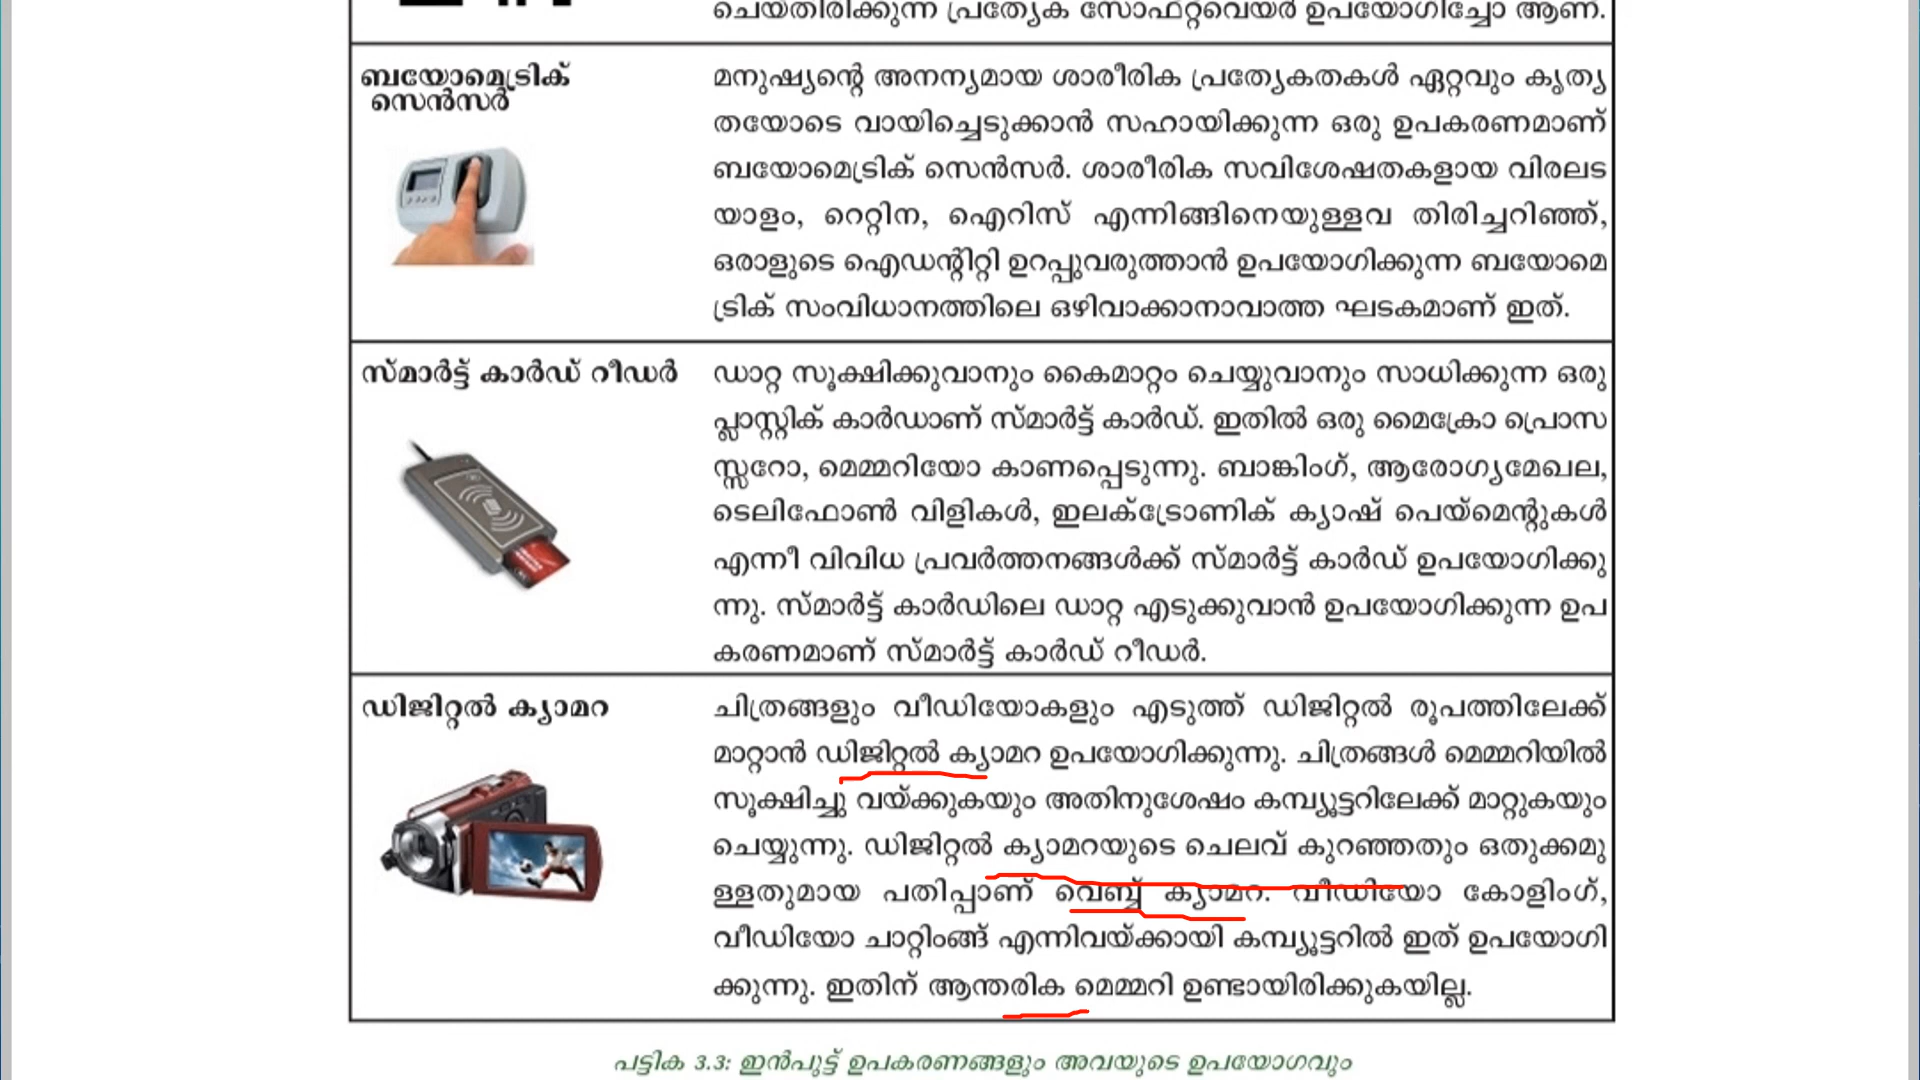 ചെയ്തിരിക്കുന്ന പ്രത്യേക സോഫ്റ്റ്‌വെയർ ഉപയോഗിച്ചോ ആണ്.
ബയോമെട്രിക്
സെൻസർ
മനുഷ്യന്റെ അനന്യമായ ശാരീരിക പ്രത്യേകതകൾ ഏറ്റവും കൃത്യ
തയോടെ വായിച്ചെടുക്കാൻ സഹായിക്കുന്ന ഒരു ഉപകരണമാണ്
ബയോമെട്രിക് സെൻസർ. ശാരീരിക സവിശേഷതകളായ വിരലട
യാളം, റെറ്റിന, ഐറിസ് എന്നിങ്ങിനെയുള്ളവ തിരിച്ചറിഞ്ഞ്,
ഒരാളുടെ ഐഡന്റിറ്റി ഉറപ്പുവരുത്താൻ ഉപയോഗിക്കുന്ന ബയോമെ
ട്രിക് സംവിധാനത്തിലെ ഒഴിവാക്കാനാവാത്ത ഘടകമാണ് ഇത്.
സ്മാർട്ട് കാർഡ് റീഡർ
ഡാറ്റ സൂക്ഷിക്കുവാനും കൈമാറ്റം ചെയ്യുവാനും സാധിക്കുന്ന ഒരു
പ്ലാസ്റ്റിക് കാർഡാണ് സ്മാർട്ട് കാർഡ്. ഇതിൽ ഒരു മൈക്രോ പ്രൊസ
സ്സറോ, മെമ്മറിയോ കാണപ്പെടുന്നു. ബാങ്കിംഗ്, ആരോഗ്യമേഖല,
ടെലിഫോൺ വിളികൾ, ഇലക്ട്രോണിക് ക്യാഷ് പെയ്മെന്റുകൾ
എന്നീ വിവിധ പ്രവർത്തനങ്ങൾക്ക് സ്മാർട്ട് കാർഡ് ഉപയോഗിക്കു
ന്നു. സ്മാർട്ട് കാർഡിലെ ഡാറ്റ എടുക്കുവാൻ ഉപയോഗിക്കുന്ന ഉപ
കരണമാണ് സ്മാർട്ട് കാർഡ് റീഡർ.
ഡിജിറ്റൽ ക്യാമറ
ചിത്രങ്ങളും വീഡിയോകളും എടുത്ത് ഡിജിറ്റൽ രൂപത്തിലേക്ക്
മാറ്റാൻ ഡിജിറ്റൽ ക്യാമറ ഉപയോഗിക്കുന്നു. ചിത്രങ്ങൾ മെമ്മറിയിൽ
സൂക്ഷിച്ചു വയ്ക്കുകയും അതിനുശേഷം കമ്പ്യൂട്ടറിലേക്ക് മാറ്റുകയും
ചെയ്യുന്നു. ഡിജിറ്റൽ ക്യാമറയുടെ ചെലവ് കുറഞ്ഞതും ഒതുക്കമു
ള്ളതുമായ പതിപ്പാണ് വെബ്ബ് ക്യാമറ. വീഡിയോ കോളിംഗ്,
വീഡിയോ ചാറ്റിംങ്ങ് എന്നിവയ്ക്കായി കമ്പ്യൂട്ടറിൽ ഇത് ഉപയോഗി
ക്കുന്നു. ഇതിന് ആന്തരിക മെമ്മറി ഉണ്ടായിരിക്കുകയില്ല.
പട്ടിക 3.3: ഇൻപുട്ട് ഉപകരണങ്ങളും അവയുടെ ഉപയോഗവും